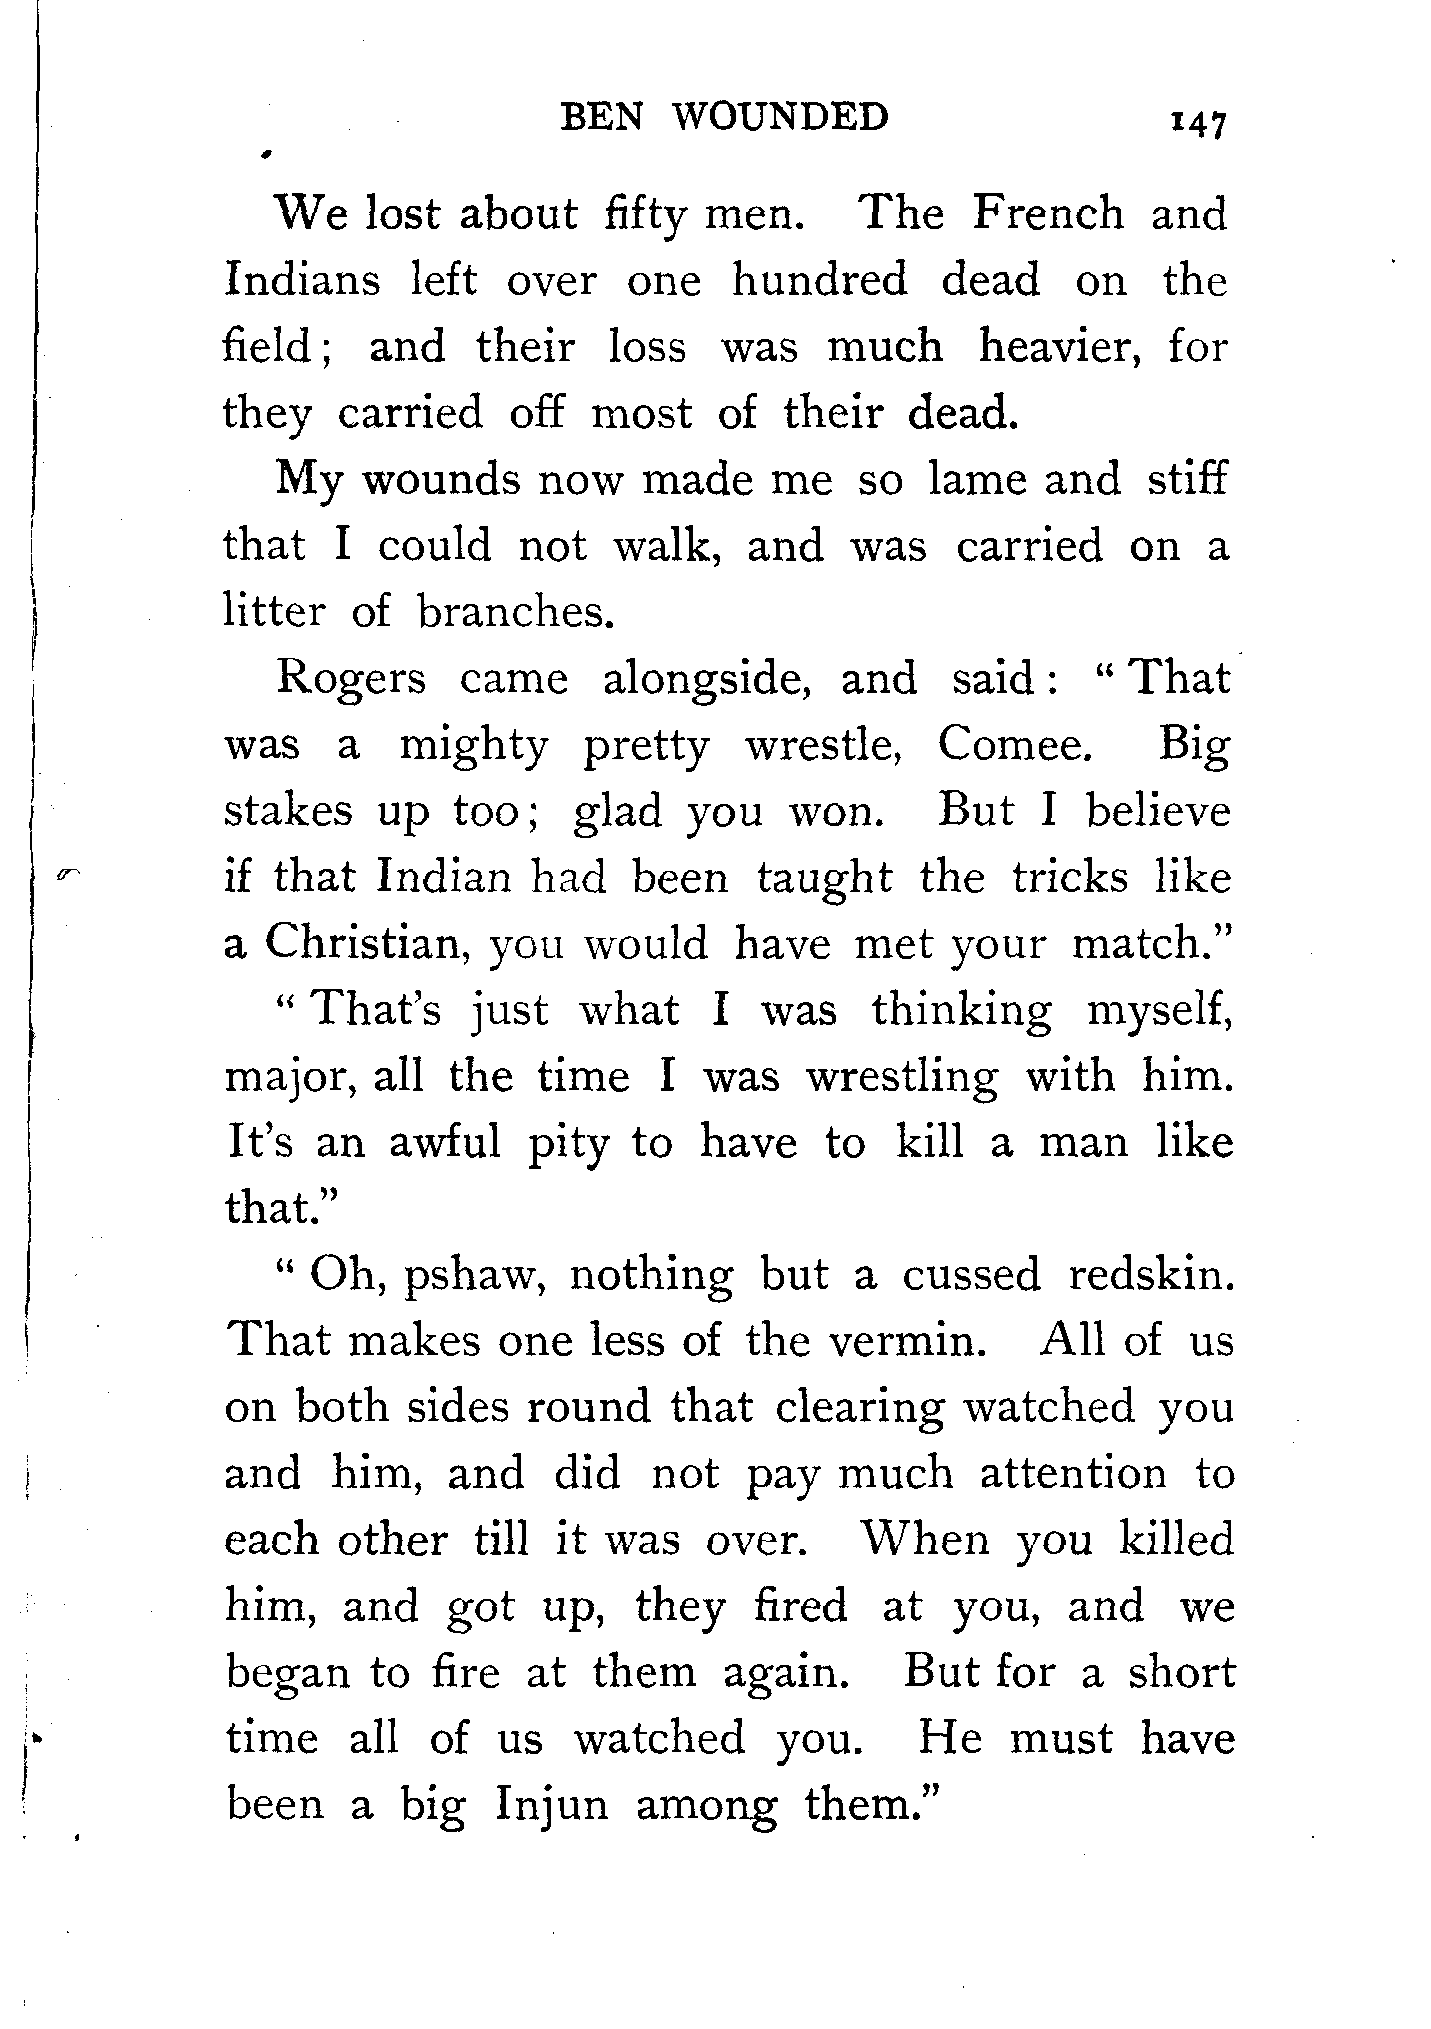 BEN WOUNDED 147
We lost about fifty men. The French and
Indians left over one hundred dead on the
field; and their loss was much heavier, for
they carried off most of their dead.
My wounds now made me so lame and stiff
that I could not walk, and was carried on a
litter of branches.
Rogers came alongside, and said: "That
was a mighty pretty wrestle, Comee. Big
stakes up too; glad you won. But I believe
if that Indian had been taught the tricks like
a Christian, you would have met your match."
"That's just what I was thinking myself,
major, all the time I was wrestling with him.
It's an awful pity to have to kill a man like
that."
"Oh, pshaw, nothing but a cussed redskin.
That makes one less of the vermin. All of us
on both sides round that clearing watched you
and him, and did not pay much attention to
each other till it was over. When you killed
him, and got up, they fired at you, and we
began to fire at them again. But for a short
time all of us watched you. He must have
been a big Injun among them."